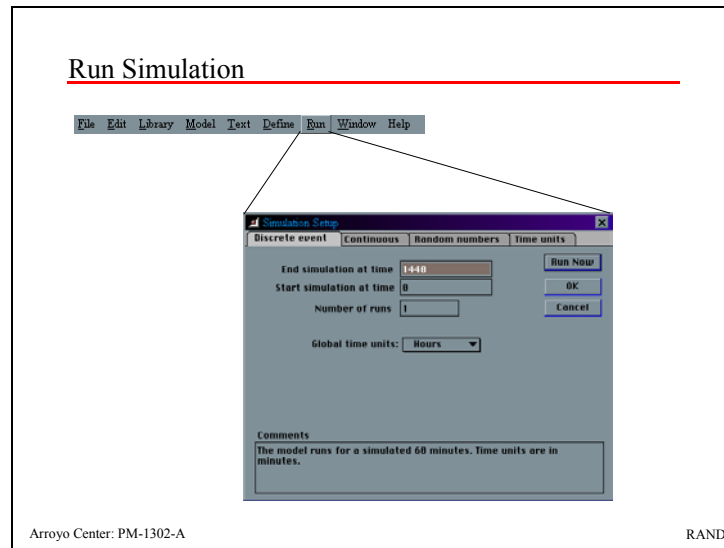 Run Simulation
File Edit Library Model Text Define Run Window Help
Simulation Setup
Discrete event Continuous Random numbers Time units
End simulation at time 1440 Run Now
Start simulation at time 0 OK
Number of runs 1 Cancel
Global time units: Hours
Comments
The model runs for a simulated 60 minutes. Time units are in
minutes.
Arroyo Center: PM-1302-A RAND